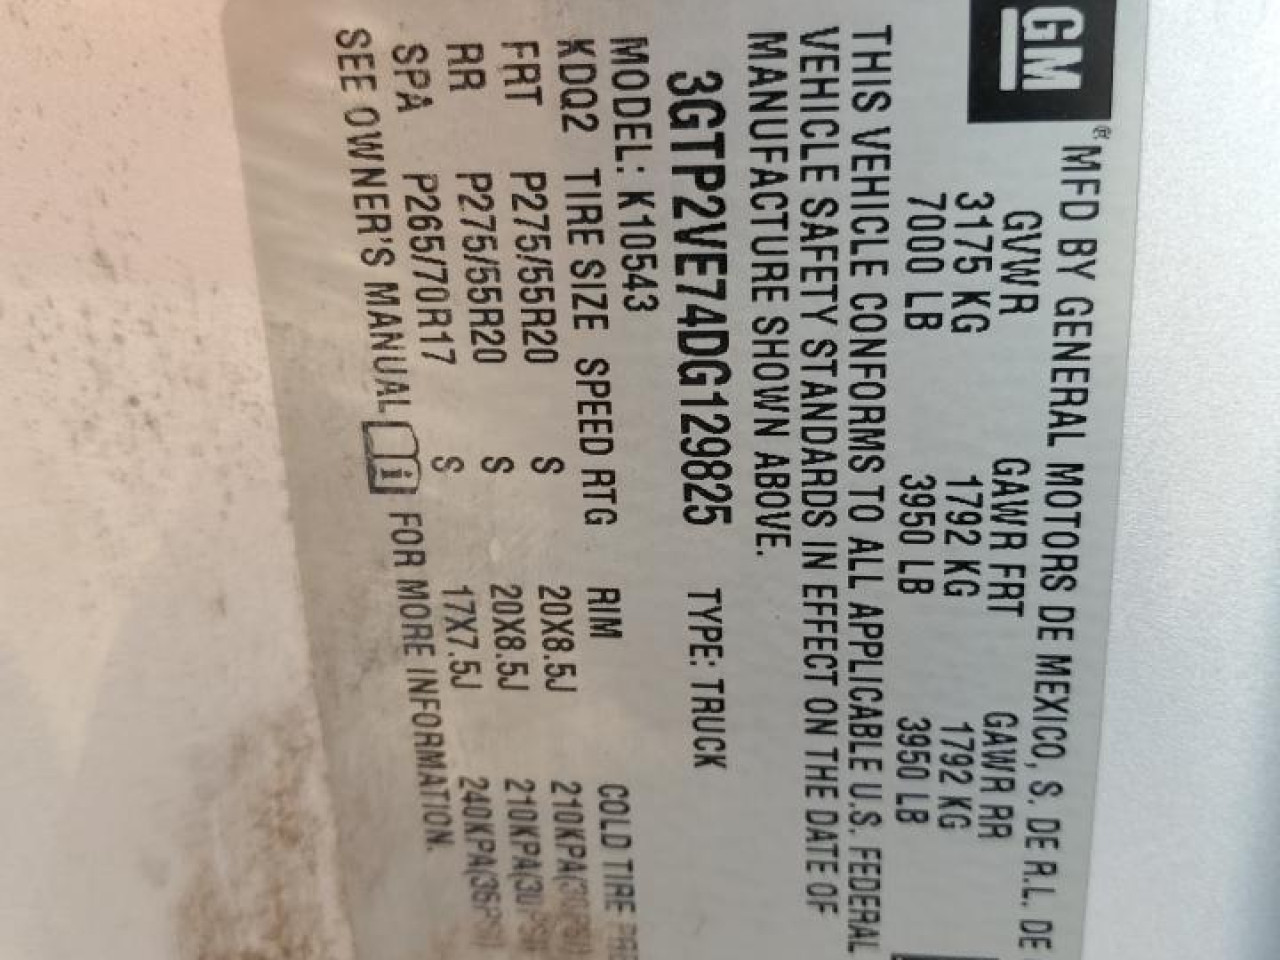 GM
® MFD BY GENERAL MOTORS DE MEXICO, S. DE R.L. DE
GVWR GAWR FRT GAWR RR
3175 KG 1792 KG 1792 KG
7000 LB 3950 LB 3950 LB
THIS VEHICLE CONFORMS TO ALL APPLICABLE U.S. FEDERAL
VEHICLE SAFETY STANDARDS IN EFFECT ON THE DATE OF
MANUFACTURE SHOWN ABOVE.
3GTP2VE74DG129825 TYPE: TRUCK
MODEL: K10543
KDQ2 TIRE SIZE SPEED RTG RIM COLD TIRE
FRT P275/55R20 S 20X8.5J 210KPA(30PSI)
RR P275/55R20 S 20X8.5J 210KPA(30PSI)
SPA P265/70R17 S 17X7.5J 240KPA(35PSI)
SEE OWNER'S MANUAL FOR MORE INFORMATION.